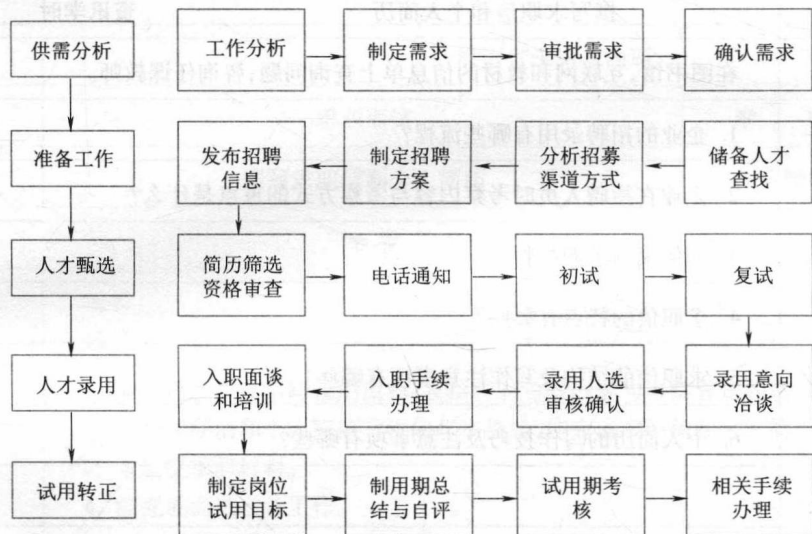 供需分析
工作分析
制定需求
审批需求
确认需求
准备工作
发布招聘
信息
制定招聘
方案
分析招募
渠道方式
储备人才
查找
人才甄选
简历筛选
资格审查
电话通知
初试
复试
人才录用
入职面谈
和培训
入职手续
办理
录用人选
审核确认
录用意向
洽谈
试用转正
制定岗位
试用目标
制用期总
结与自评
试用期考
核
相关手续
办理